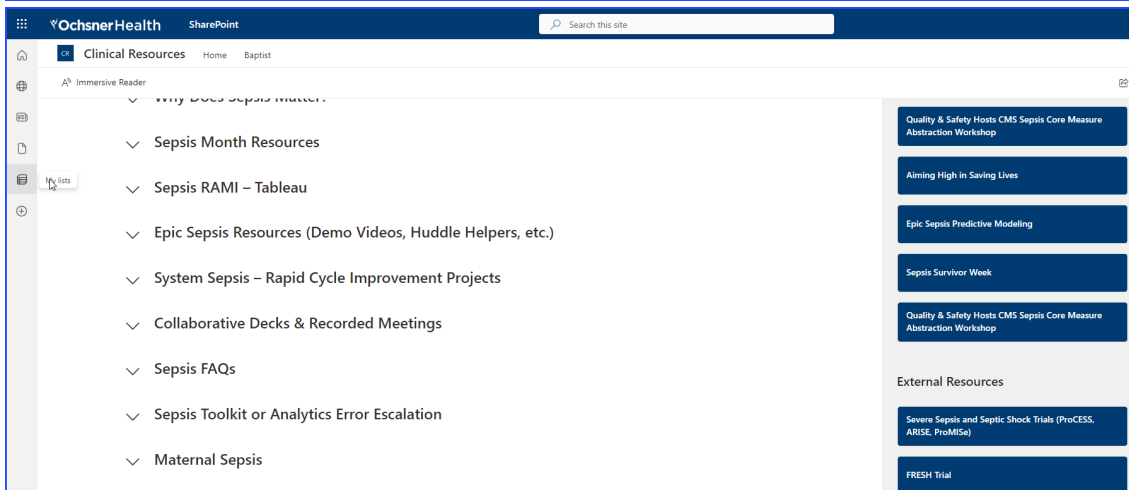 OchsnerHealth SharePoint
Search this site
CR Clinical Resources Home Baptist
Immersive Reader
Why Does Sepsis Matter?
Sepsis Month Resources
My lists
Sepsis RAMI – Tableau
Epic Sepsis Resources (Demo Videos, Huddle Helpers, etc.)
System Sepsis – Rapid Cycle Improvement Projects
Collaborative Decks & Recorded Meetings
Sepsis FAQs
Sepsis Toolkit or Analytics Error Escalation
Maternal Sepsis
Quality & Safety Hosts CMS Sepsis Core Measure
Abstraction Workshop
Aiming High in Saving Lives
Epic Sepsis Predictive Modeling
Sepsis Survivor Week
Quality & Safety Hosts CMS Sepsis Core Measure
Abstraction Workshop
External Resources
Severe Sepsis and Septic Shock Trials (ProCESS,
ARISE, ProMISe)
FRESH Trial